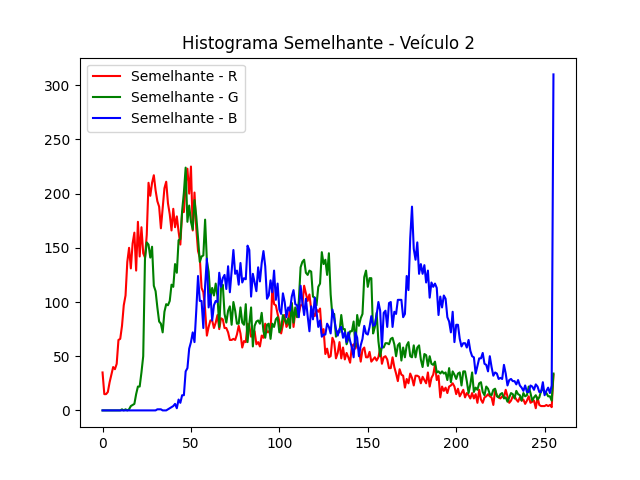 Histograma Semelhante - Veículo 2
Semelhante - R
Semelhante - G
Semelhante - B
300
250
200
150
100
50
0
0 50 100 150 200 250